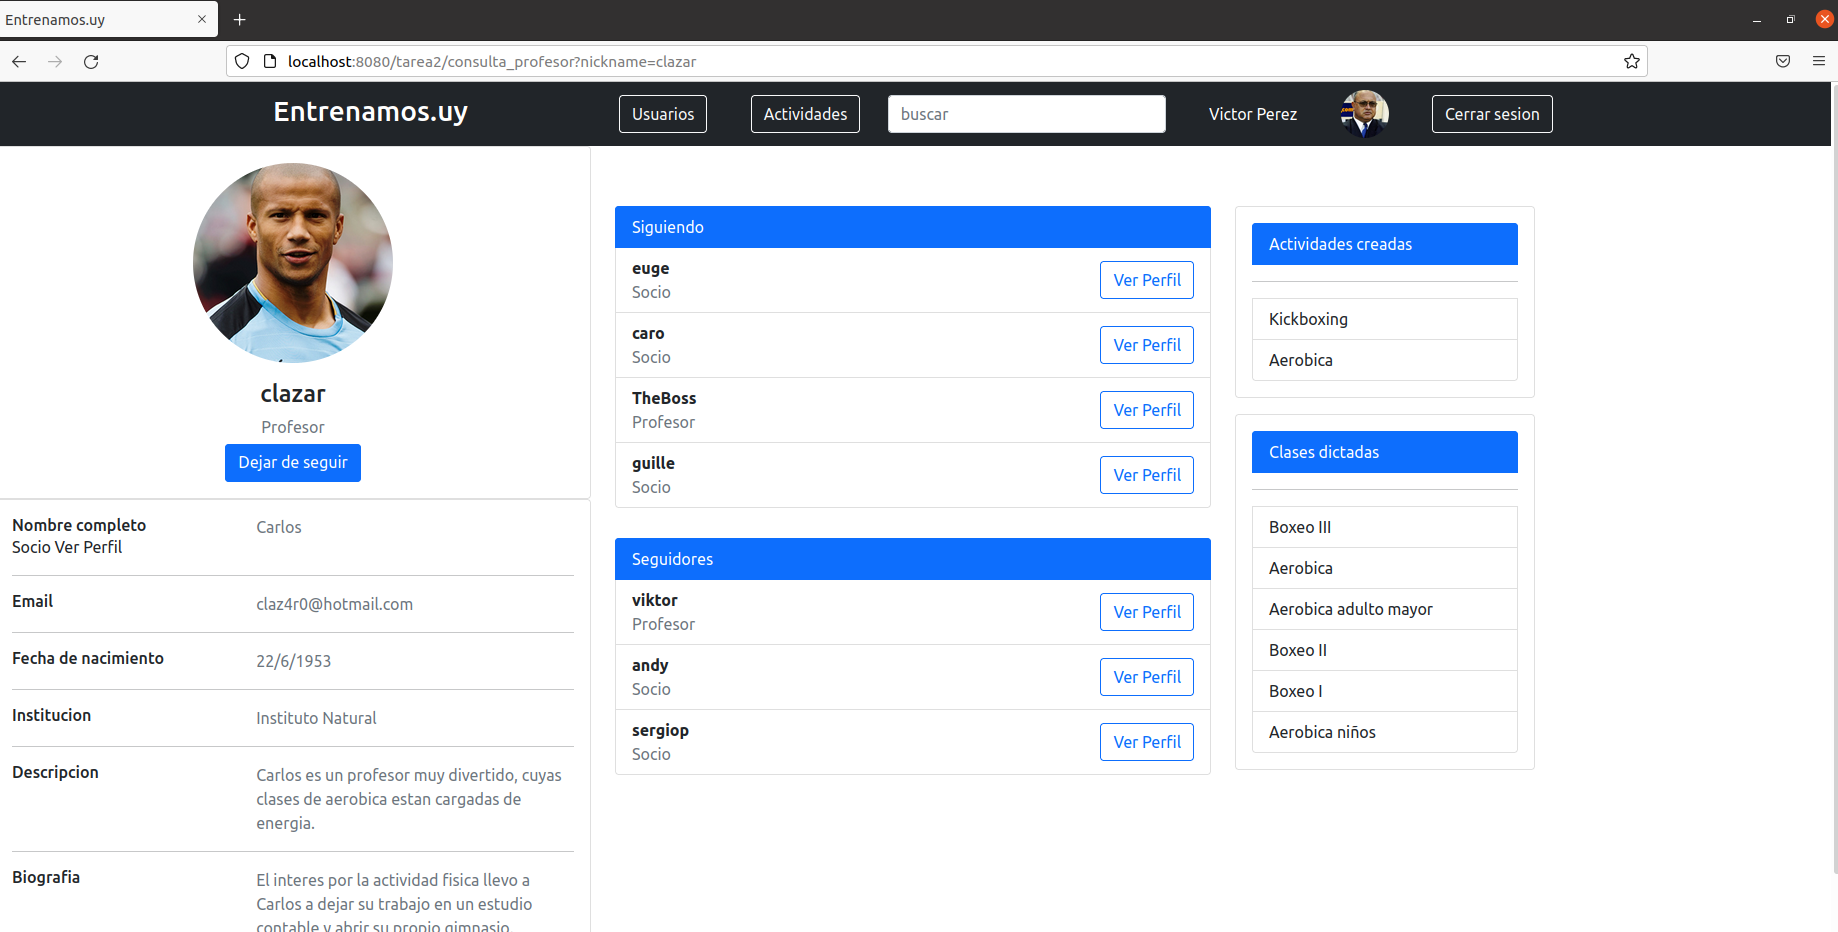 Entrenamos.uy
localhost:8080/tarea2/consulta_profesor?nickname=clazar
Entrenamos.uy
Usuarios
Actividades
buscar
Victor Perez
Cerrar sesion
clazar
Profesor
Dejar de seguir
Nombre completo
Socio Ver Perfil
Carlos
Email
claz4r0@hotmail.com
Fecha de nacimiento
22/6/1953
Institucion
Instituto Natural
Descripcion
Carlos es un profesor muy divertido, cuyas
clases de aerobica estan cargadas de
energia.
Biografia
El interes por la actividad fisica llevo a
Carlos a dejar su trabajo en un estudio
contable y abrir su propio gimnasio
Siguiendo
euge
Socio
Ver Perfil
caro
Socio
Ver Perfil
TheBoss
Profesor
Ver Perfil
guille
Socio
Ver Perfil
Seguidores
viktor
Profesor
Ver Perfil
andy
Socio
Ver Perfil
sergiop
Socio
Ver Perfil
Actividades creadas
Kickboxing
Aerobica
Clases dictadas
Boxeo III
Aerobica
Aerobica adulto mayor
Boxeo II
Boxeo I
Aerobica niños